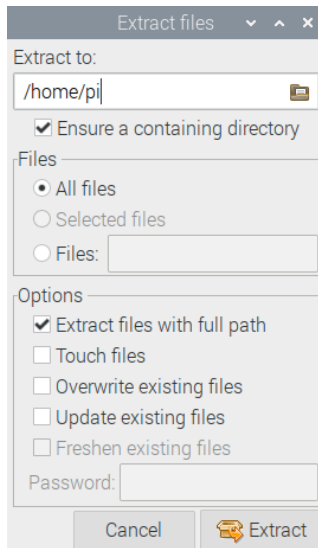 Extract files
Extract to:
/home/pi
Ensure a containing directory
Files
All files
Selected files
Files:
Options
Extract files with full path
Touch files
Overwrite existing files
Update existing files
Freshen existing files
Password:
Cancel Extract